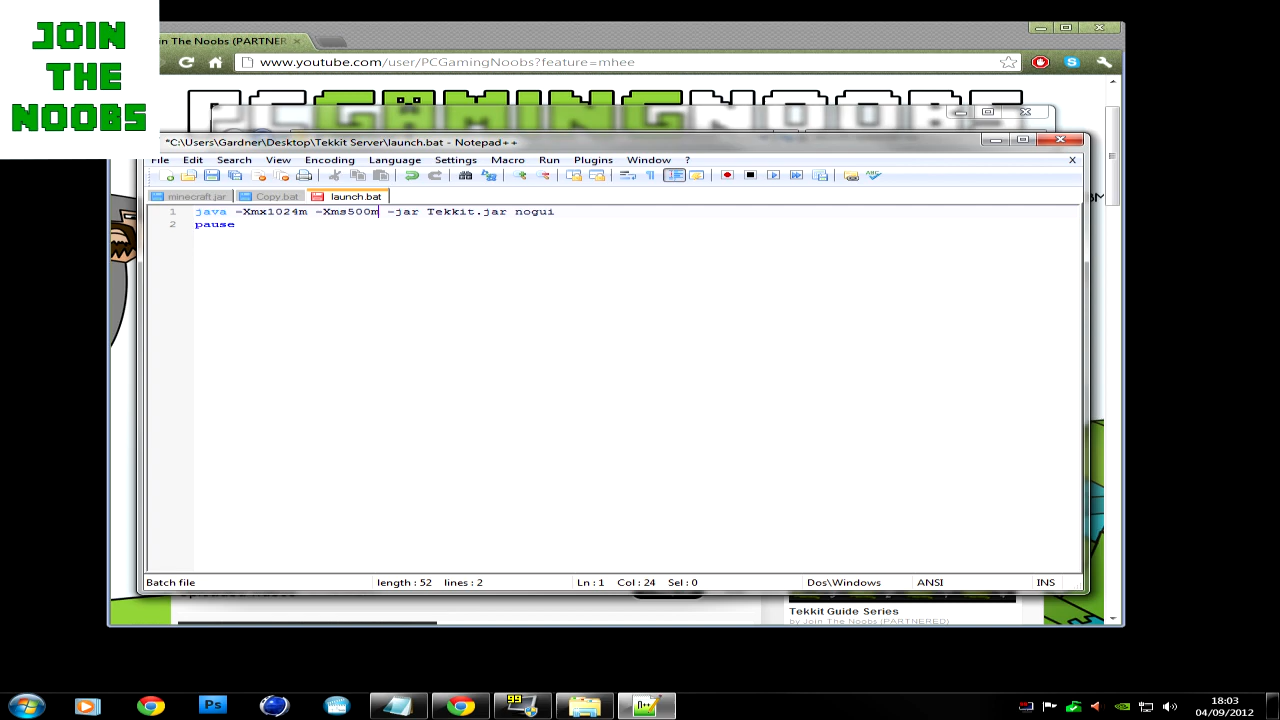 JOIN
THE
NOOBS
in The Noobs (PARTNER
www.youtube.com/user/PCGamingNoobs?feature=mhee
PCGAMINGNOOBS
*C:\Users\Gardner\Desktop\Tekkit Server\launch.bat - Notepad++
File Edit Search View Encoding Language Settings Macro Run Plugins Window ? X
minecraft.jar Copy.bat launch.bat
1 java -Xmx1024m -Xms500m -jar Tekkit.jar nogui
2 pause
Batch file length : 52 lines : 2 Ln : 1 Col : 24 Sel : 0 Dos\Windows ANSI INS
Tekkit Guide Series
by Join The Noobs (PARTNERED)
Ps
99
18:03
04/09/2012